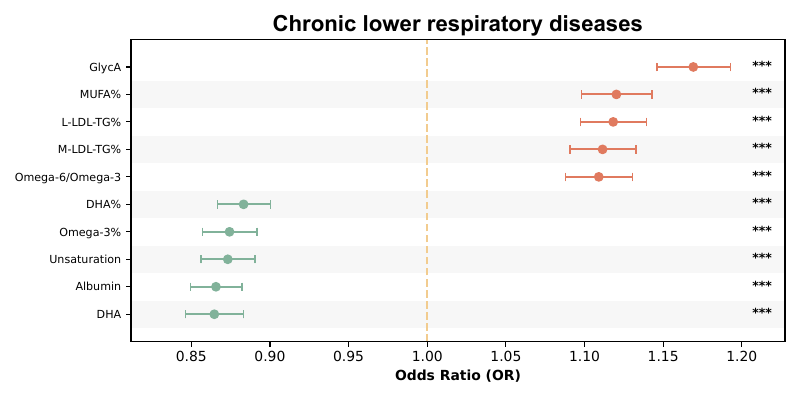 Chronic lower respiratory diseases
GlycA ***
MUFA% ***
L-LDL-TG% ***
M-LDL-TG% ***
Omega-6/Omega-3 ***
DHA% ***
Omega-3% ***
Unsaturation ***
Albumin ***
DHA ***
0.85 0.90 0.95 1.00 1.05 1.10 1.15 1.20
Odds Ratio (OR)